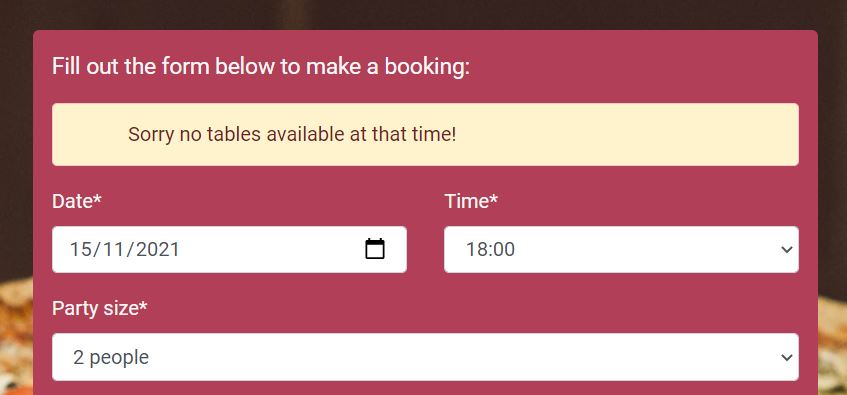 Fill out the form below to make a booking:
Sorry no tables available at that time!
Date* Time*
15/11/2021 18:00
Party size*
2 people